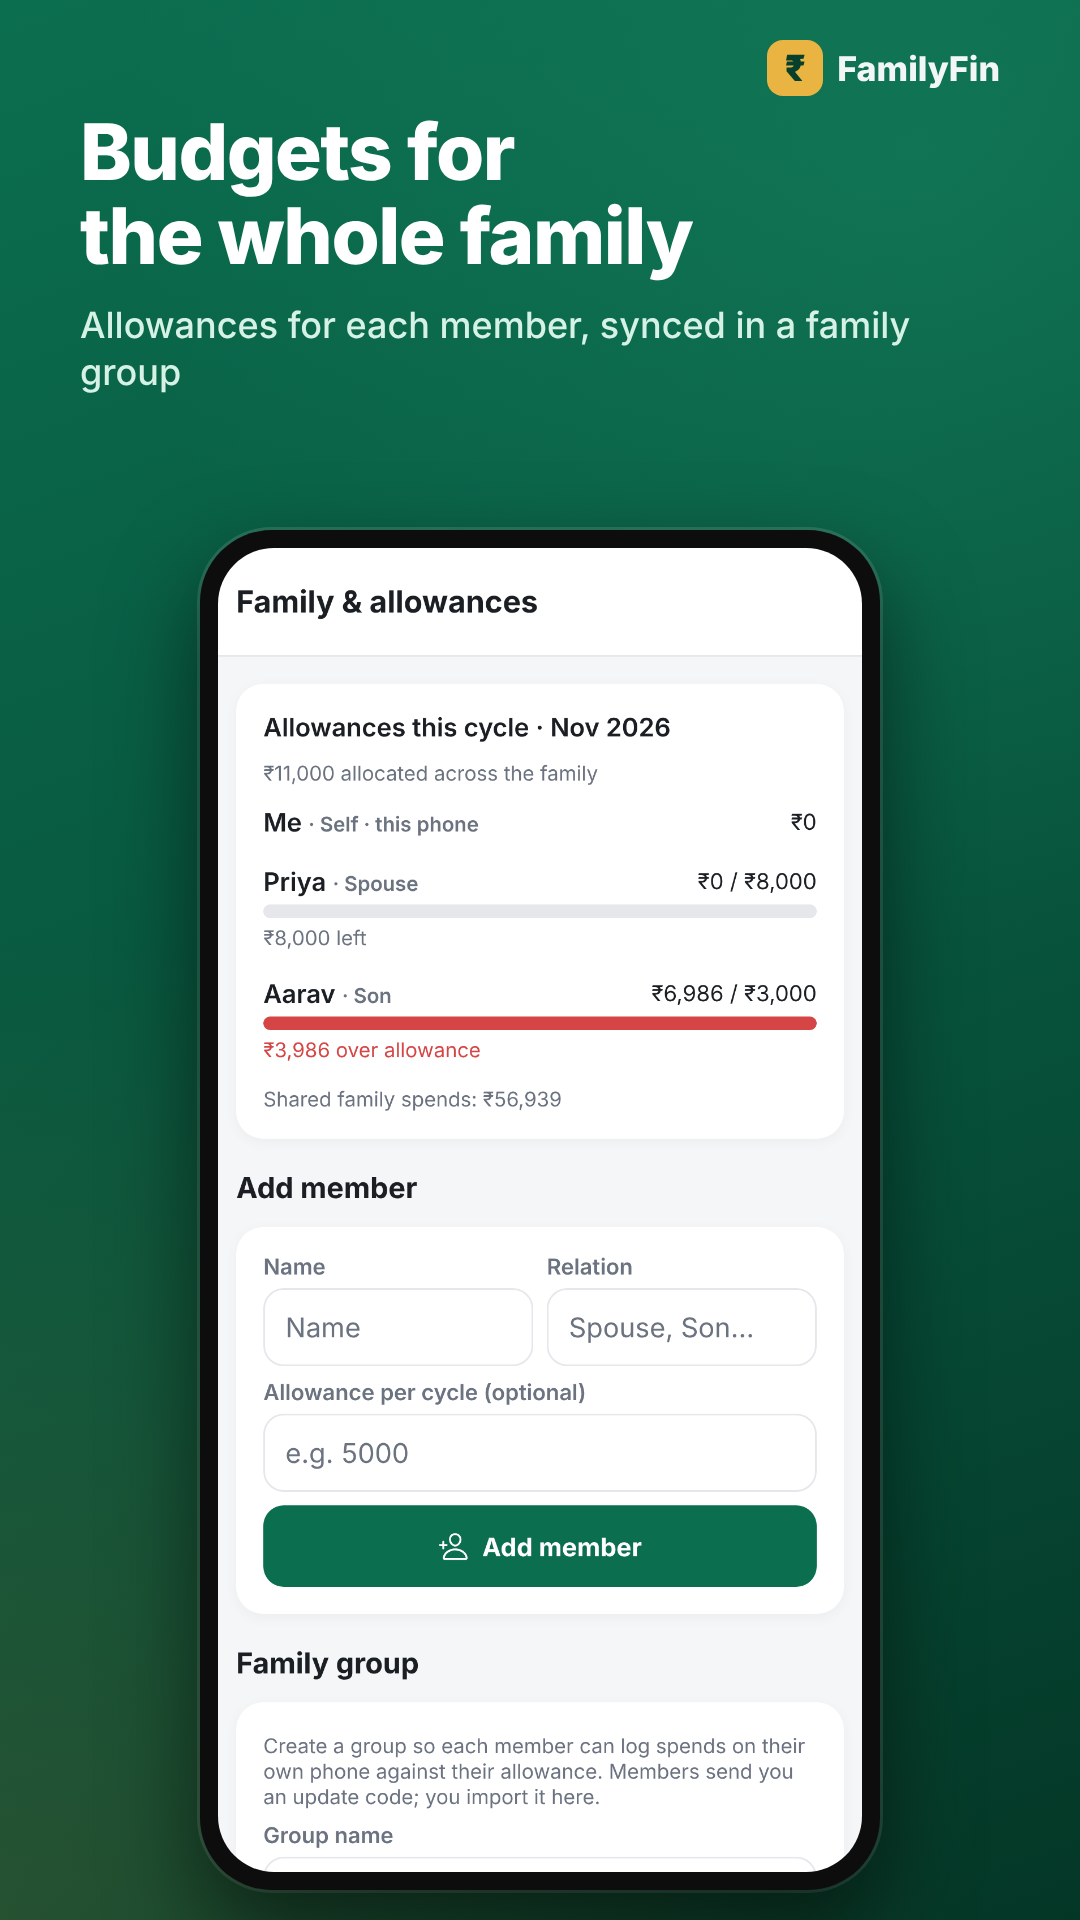 ₹ FamilyFin
Budgets for
the whole family
Allowances for each member, synced in a family
group
Family & allowances
Allowances this cycle · Nov 2026
₹11,000 allocated across the family
Me · Self · this phone ₹0
Priya · Spouse ₹0 / ₹8,000
₹8,000 left
Aarav · Son ₹6,986 / ₹3,000
₹3,986 over allowance
Shared family spends: ₹56,939
Add member
Name Relation
Name Spouse, Son...
Allowance per cycle (optional)
e.g. 5000
Add member
Family group
Create a group so each member can log spends on their
own phone against their allowance. Members send you
an update code; you import it here.
Group name